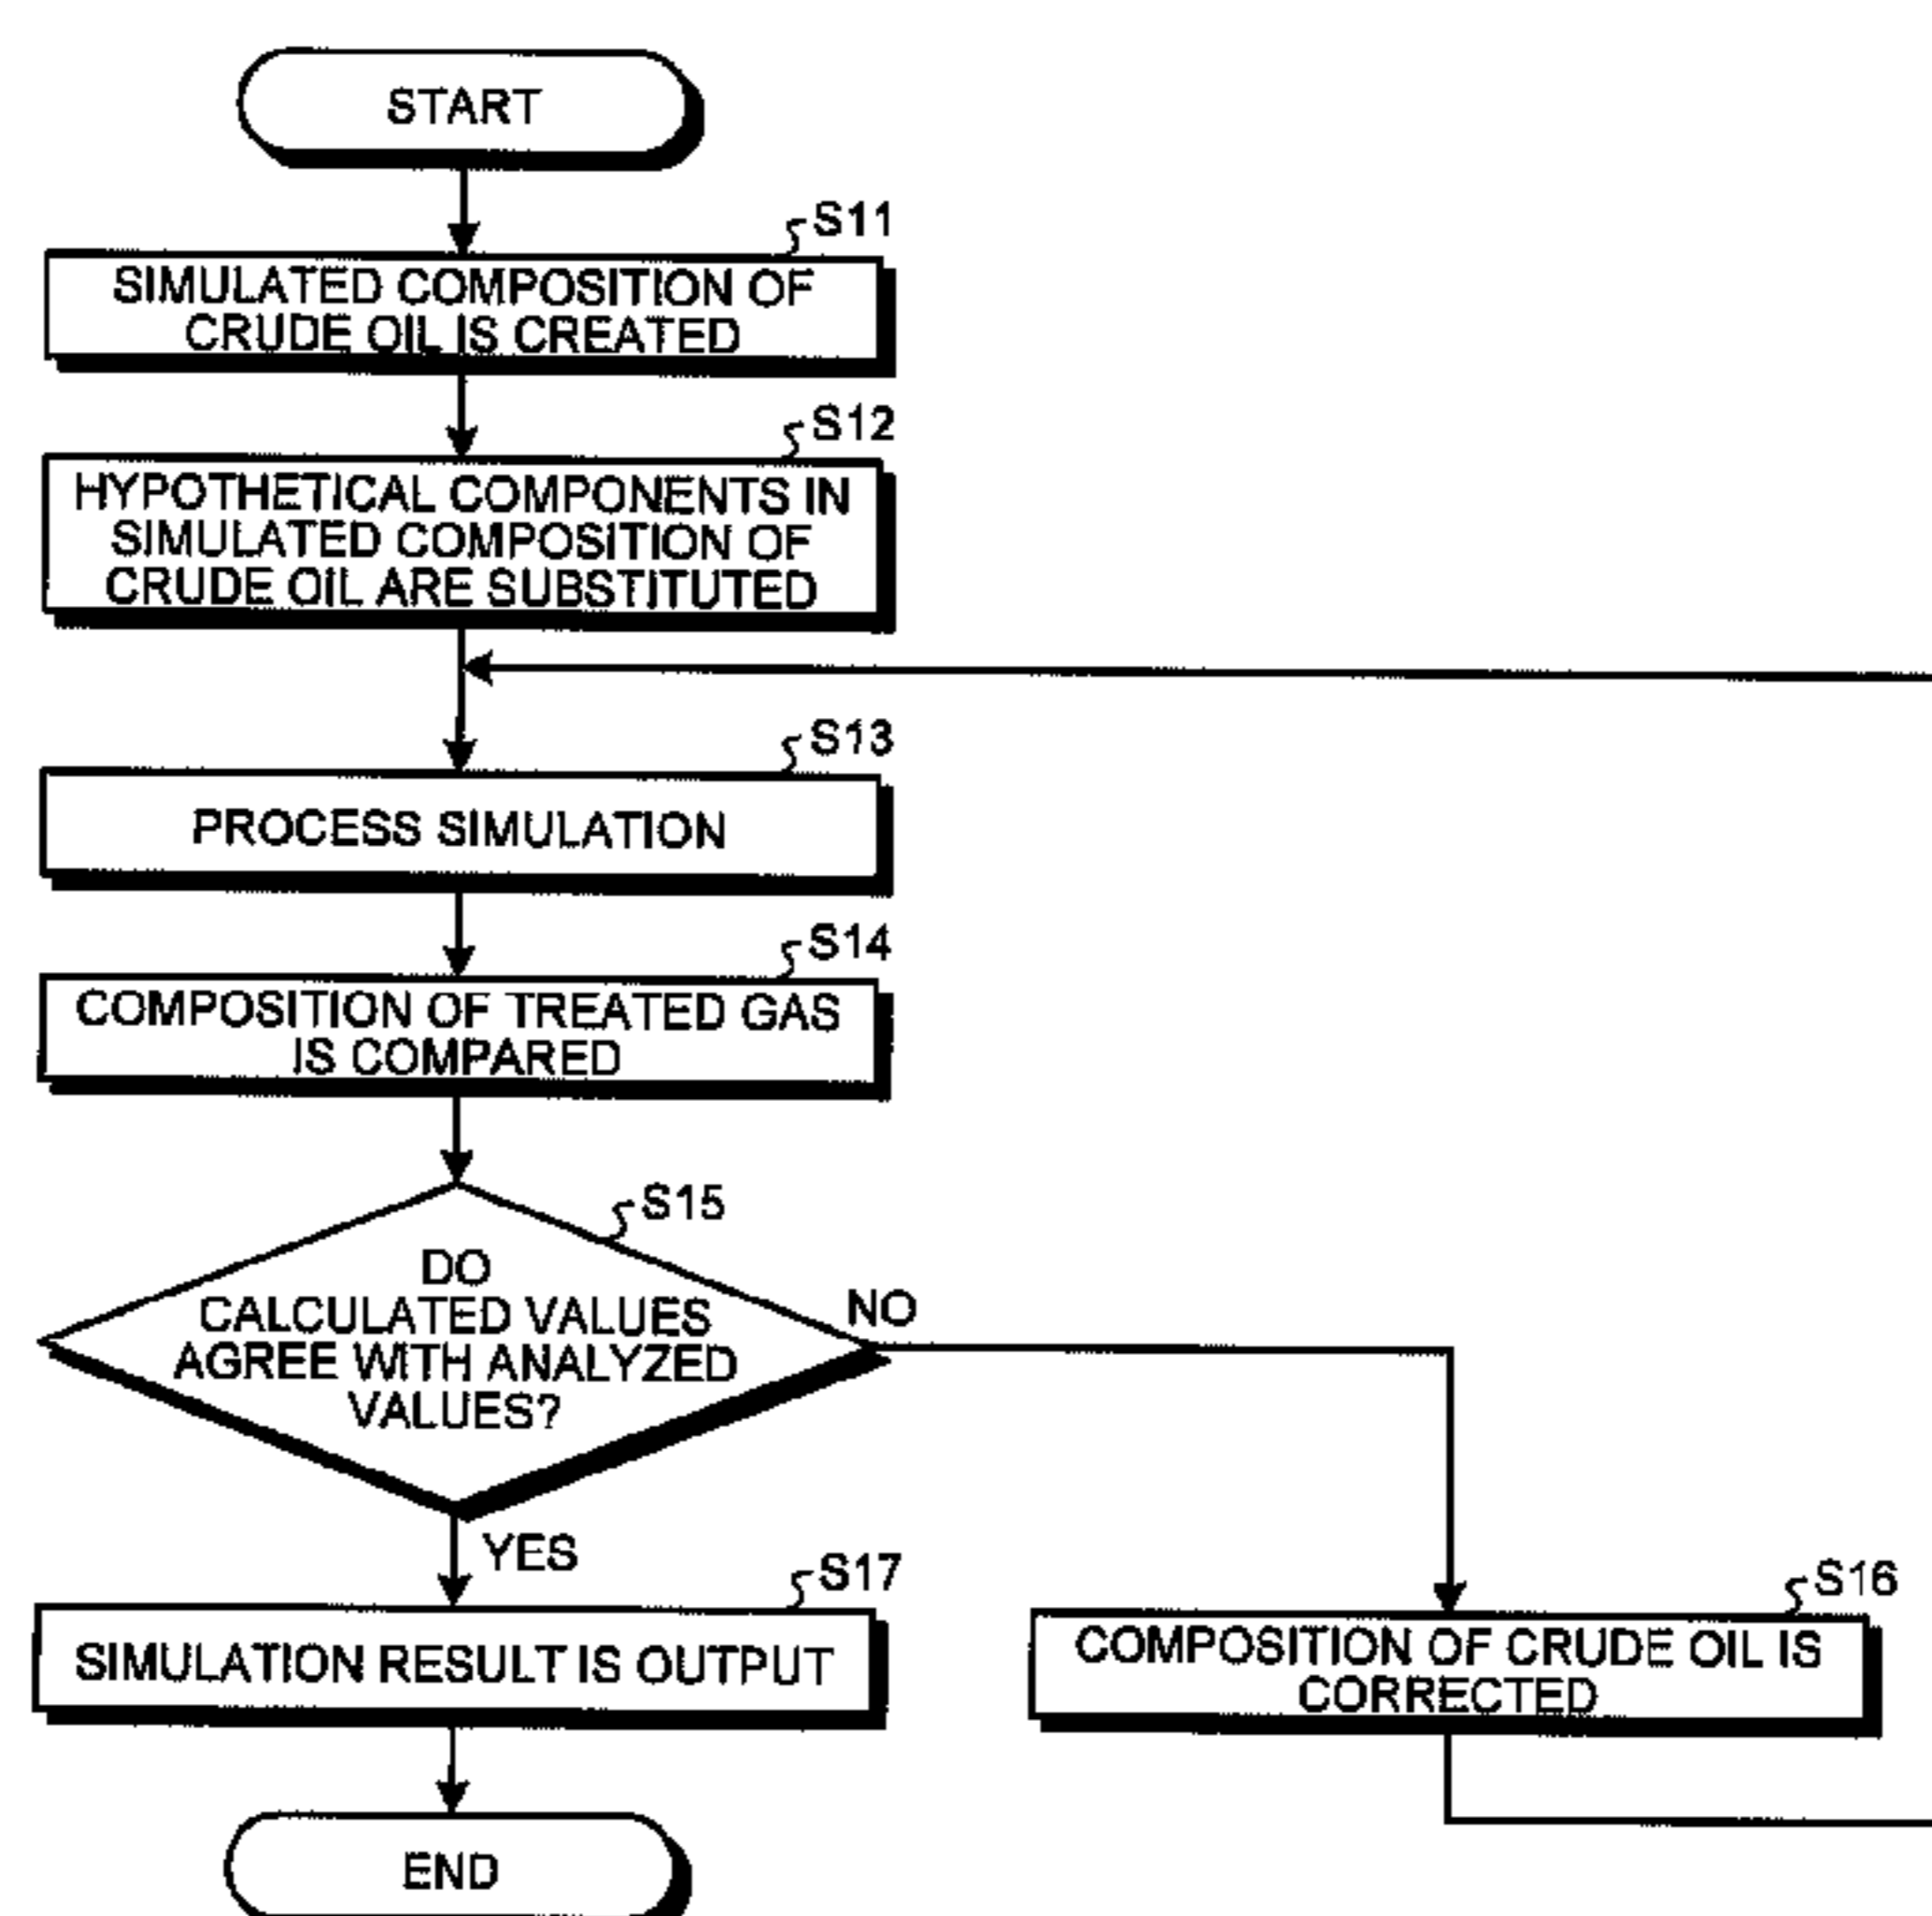 START
S11
SIMULATED COMPOSITION OF
CRUDE OIL IS CREATED
S12
HYPOTHETICAL COMPONENTS IN
SIMULATED COMPOSITION OF
CRUDE OIL ARE SUBSTITUTED
S13
PROCESS SIMULATION
S14
COMPOSITION OF TREATED GAS
IS COMPARED
S15
DO
CALCULATED VALUES
AGREE WITH ANALYZED
VALUES?
NO
YES
S17
SIMULATION RESULT IS OUTPUT
S16
COMPOSITION OF CRUDE OIL IS
CORRECTED
END